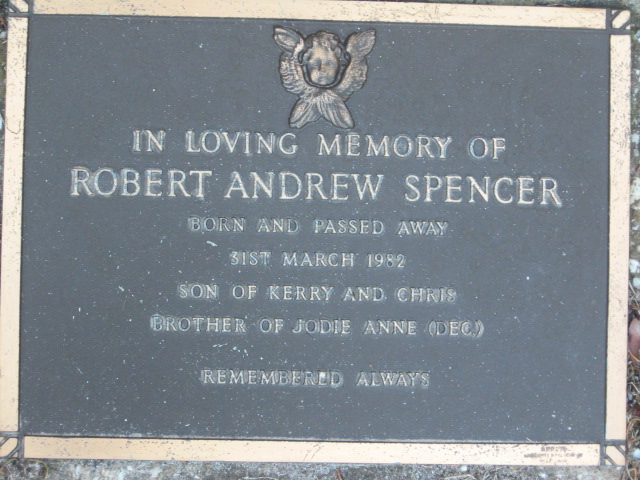 IN LOVING MEMORY OF
ROBERT ANDREW SPENCER
BORN AND PASSED AWAY
31ST MARCH 1982
SON OF KERRY AND CHRIS
BROTHER OF JODIE ANNE (DEC.)
REMEMBERED ALWAYS